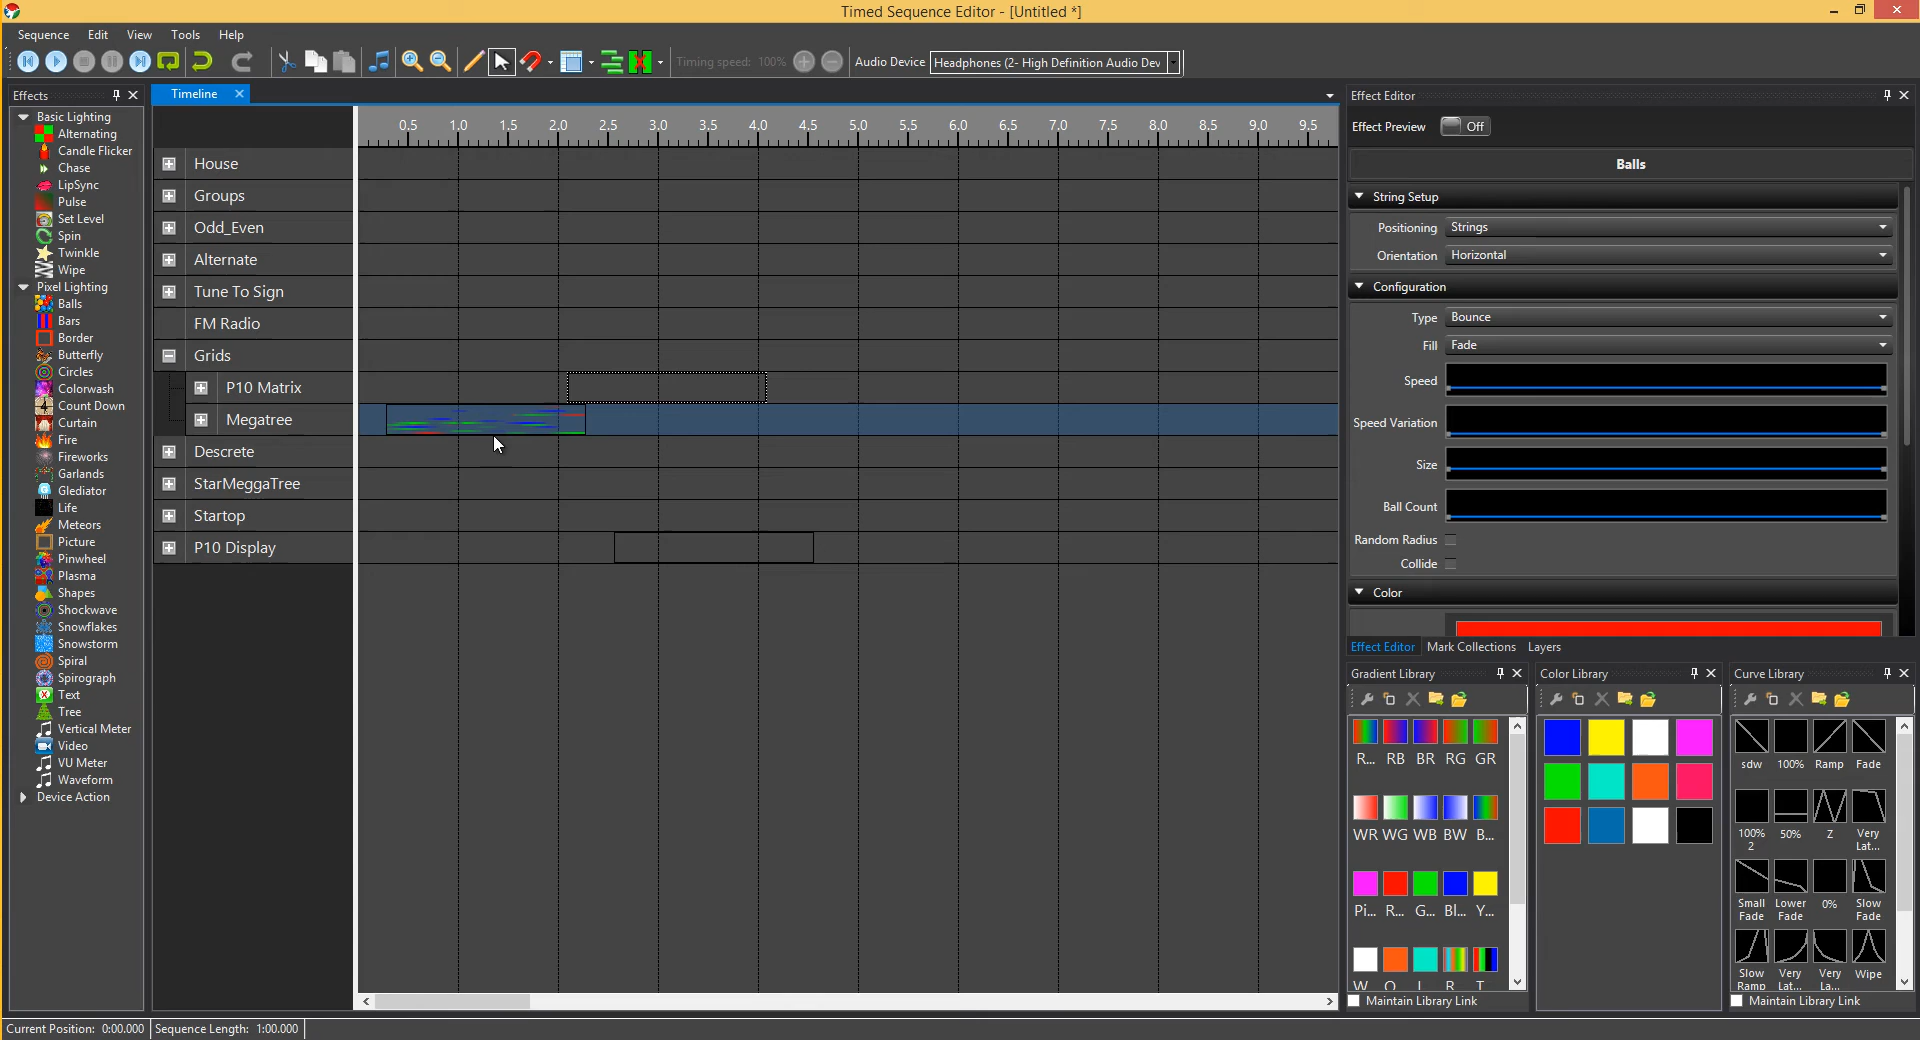 Timed Sequence Editor - [Untitled *]
Sequence Edit View Tools Help
Timing speed: 100% Audio Device Headphones (2- High Definition Audio Dev
Effects
Basic Lighting
Alternating
Candle Flicker
Chase
LipSync
Pulse
Set Level
Spin
Twinkle
Wipe
Pixel Lighting
Balls
Bars
Border
Butterfly
Circles
Colorwash
Count Down
Curtain
Fire
Fireworks
Garlands
Glediator
Life
Meteors
Picture
Pinwheel
Plasma
Shapes
Shockwave
Snowflakes
Snowstorm
Spiral
Spirograph
Text
Tree
Vertical Meter
Video
VU Meter
Waveform
Device Action
Timeline
0.5 1.0 1.5 2.0 2.5 3.0 3.5 4.0 4.5 5.0 5.5 6.0 6.5 7.0 7.5 8.0 8.5 9.0 9.5
House
Groups
Odd_Even
Alternate
Tune To Sign
FM Radio
Grids
P10 Matrix
Megatree
Descrete
StarMeggaTree
Startop
P10 Display
Effect Editor
Effect Preview Off
Balls
String Setup
Positioning Strings
Orientation Horizontal
Configuration
Type Bounce
Fill Fade
Speed
Speed Variation
Size
Ball Count
Random Radius
Collide
Color
Effect Editor Mark Collections Layers
Gradient Library
R... RB BR RG GR
WR WG WB BW B...
Pi... R... G... Bl... Y...
Maintain Library Link
Color Library
Curve Library
sdw 100% Ramp Fade
100% 2 50% Z Very Lat...
Small Fade Lower Fade 0% Slow Fade
Slow Ramp Very Lat... Very La... Wipe
Maintain Library Link
Current Position: 0:00.000 Sequence Length: 1:00.000